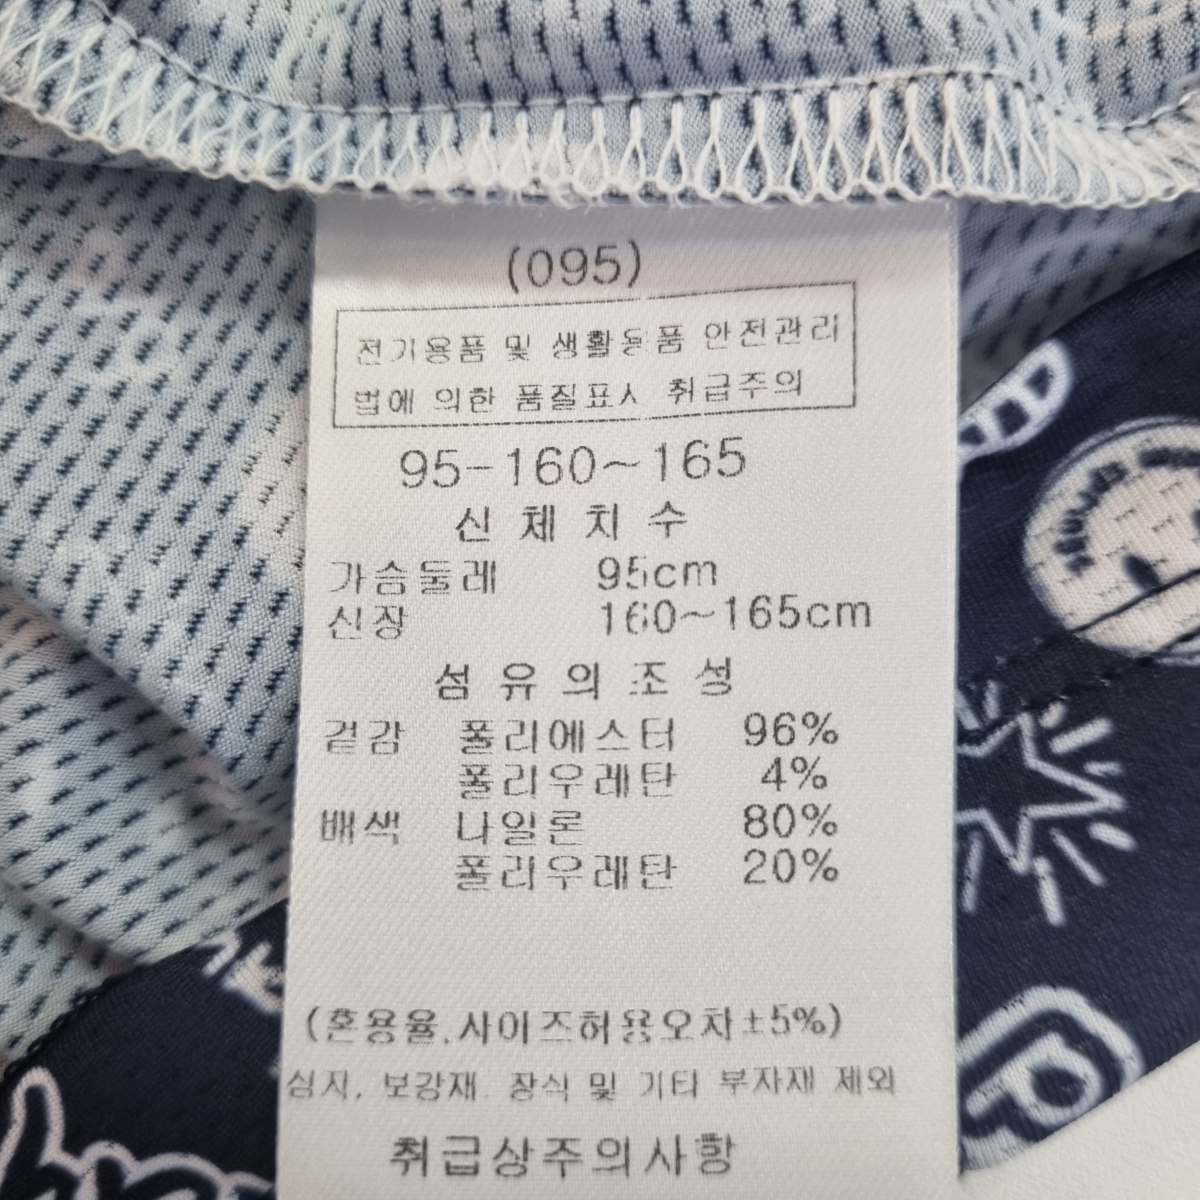 (095)
전기용품 및 생활용품 안전관리
법에 의한 품질표시 취급주의
95-160~165
신체치수
가슴둘레 95cm
신장 160~165cm
섬유의조성
겉감 폴리에스터 96%
폴리우레탄 4%
배색 나일론 80%
폴리우레탄 20%
(혼용율,사이즈허용오차±5%)
심지, 보강재, 장식 및 기타 부자재 제외
취급상주의사항